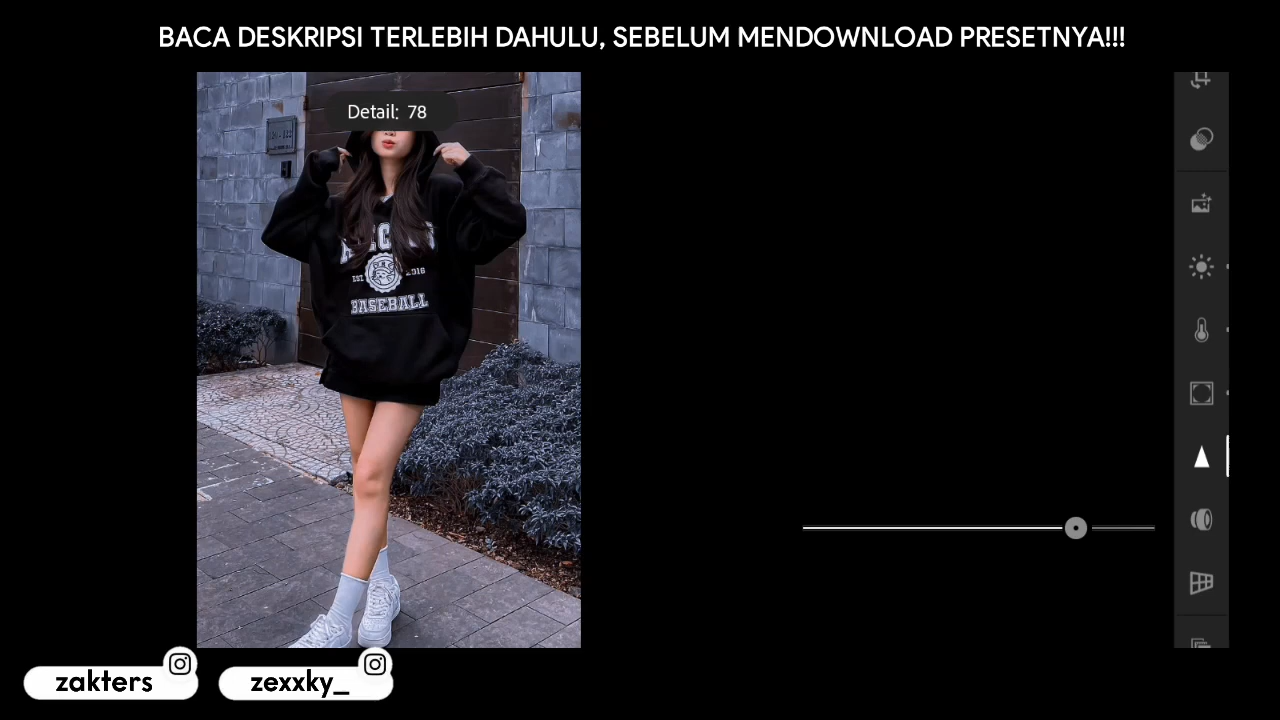 BACA DESKRIPSI TERLEBIH DAHULU, SEBELUM MENDOWNLOAD PRESETNYA!!!
Detail: 78
EST 2016
BASEBALL
zakters
zexxky_